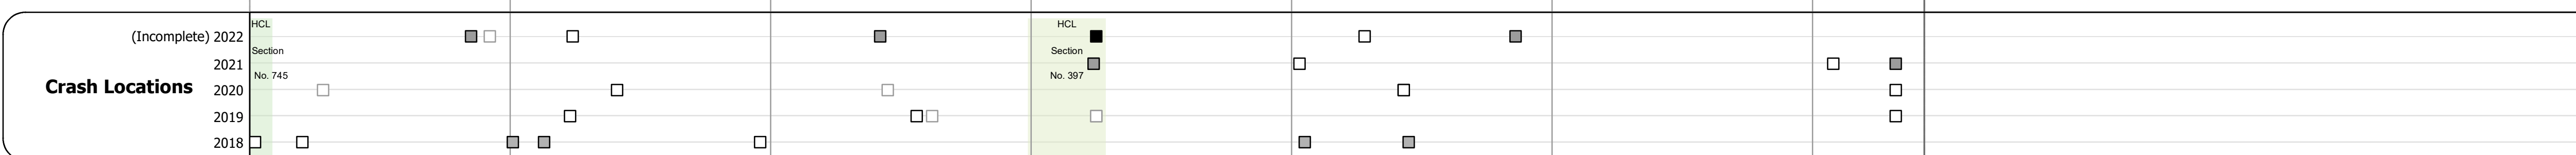 HCL
HCL
(Incomplete) 2022
Section
Section
2021
No. 745
No. 397
Crash Locations
2020
2019
2018